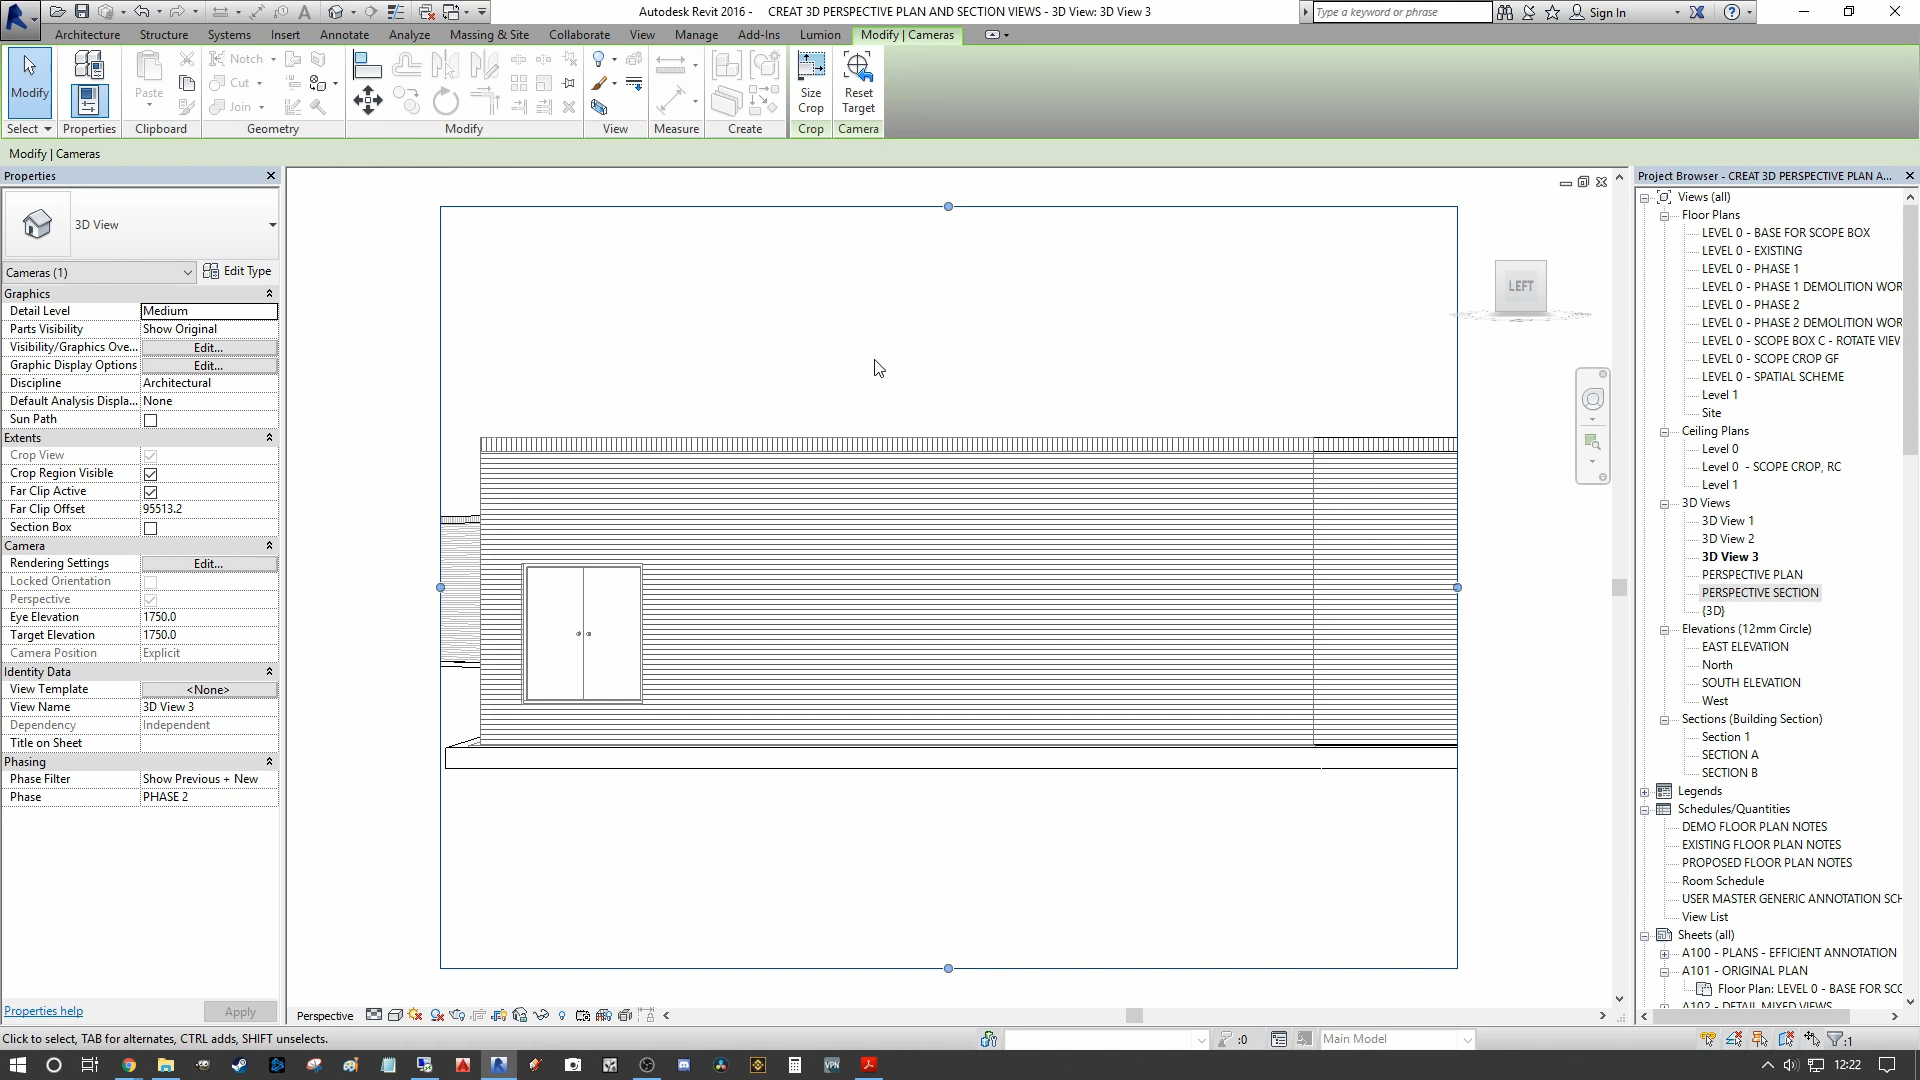 Autodesk Revit 2016 - CREAT 3D PERSPECTIVE PLAN AND SECTION VIEWS - 3D View: 3D View 3
Type a keyword or phrase
Sign In
Architecture Structure Systems Insert Annotate Analyze Massing & Site Collaborate View Manage Add-Ins Lumion Modify | Cameras
Modify
Paste
Notch
Cut
Join
Size Crop
Reset Target
Select Properties Clipboard Geometry Modify View Measure Create Crop Camera
Modify | Cameras
Properties
3D View
Cameras (1) Edit Type
Graphics
Detail Level Medium
Parts Visibility Show Original
Visibility/Graphics Ove... Edit...
Graphic Display Options Edit...
Discipline Architectural
Default Analysis Displa... None
Sun Path
Extents
Crop View
Crop Region Visible
Far Clip Active
Far Clip Offset 95513.2
Section Box
Camera
Rendering Settings Edit...
Locked Orientation
Perspective
Eye Elevation 1750.0
Target Elevation 1750.0
Camera Position Explicit
Identity Data
View Template <None>
View Name 3D View 3
Dependency Independent
Title on Sheet
Phasing
Phase Filter Show Previous + New
Phase PHASE 2
Properties help Apply
LEFT
Perspective
Project Browser - CREAT 3D PERSPECTIVE PLAN A...
Views (all)
Floor Plans
LEVEL 0 - BASE FOR SCOPE BOX
LEVEL 0 - EXISTING
LEVEL 0 - PHASE 1
LEVEL 0 - PHASE 1 DEMOLITION WOR
LEVEL 0 - PHASE 2
LEVEL 0 - PHASE 2 DEMOLITION WOR
LEVEL 0 - SCOPE BOX C - ROTATE VIEW
LEVEL 0 - SCOPE CROP GF
LEVEL 0 - SPATIAL SCHEME
Level 1
Site
Ceiling Plans
Level 0
Level 0 - SCOPE CROP, RC
Level 1
3D Views
3D View 1
3D View 2
3D View 3
PERSPECTIVE PLAN
PERSPECTIVE SECTION
{3D}
Elevations (12mm Circle)
EAST ELEVATION
North
SOUTH ELEVATION
West
Sections (Building Section)
Section 1
SECTION A
SECTION B
Legends
Schedules/Quantities
DEMO FLOOR PLAN NOTES
EXISTING FLOOR PLAN NOTES
PROPOSED FLOOR PLAN NOTES
Room Schedule
USER MASTER GENERIC ANNOTATION SCH
View List
Sheets (all)
A100 - PLANS - EFFICIENT ANNOTATION
A101 - ORIGINAL PLAN
Floor Plan: LEVEL 0 - BASE FOR SCO
A102 - DETAIL MIXED VIEWS
Click to select, TAB for alternates, CTRL adds, SHIFT unselects.
:0
Main Model
:1
VPN
12:22